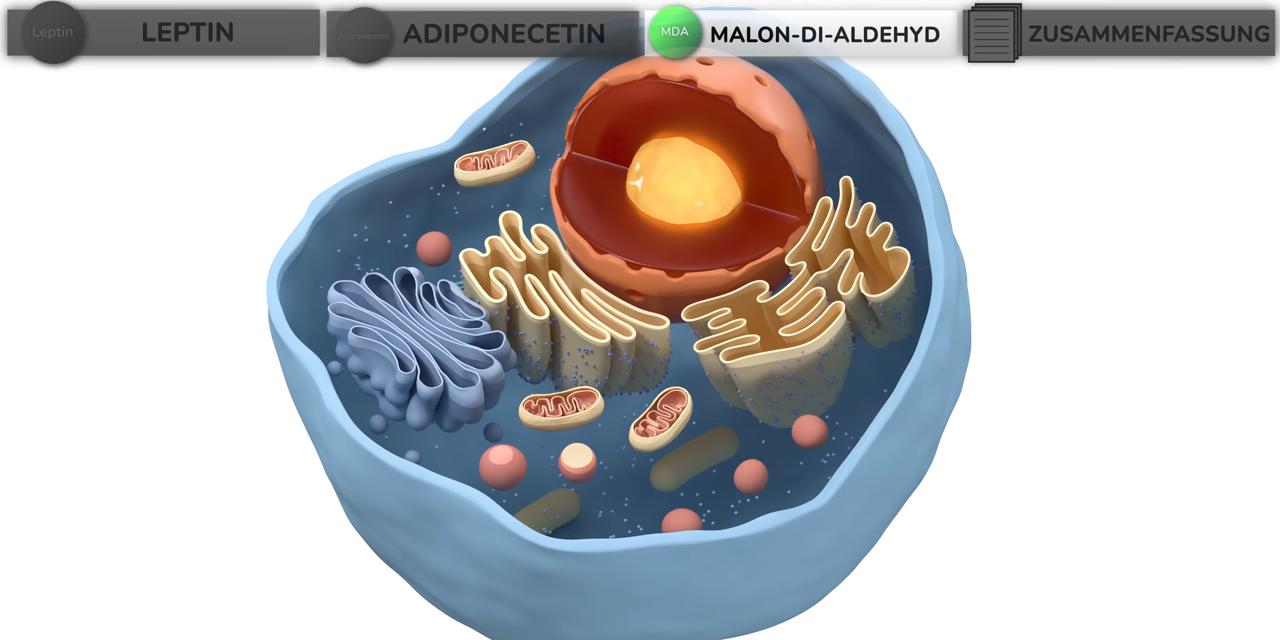 Leptin
LEPTIN
Adiponecetin
ADIPONECETIN
MDA
MALON-DI-ALDEHYD
ZUSAMMENFASSUNG